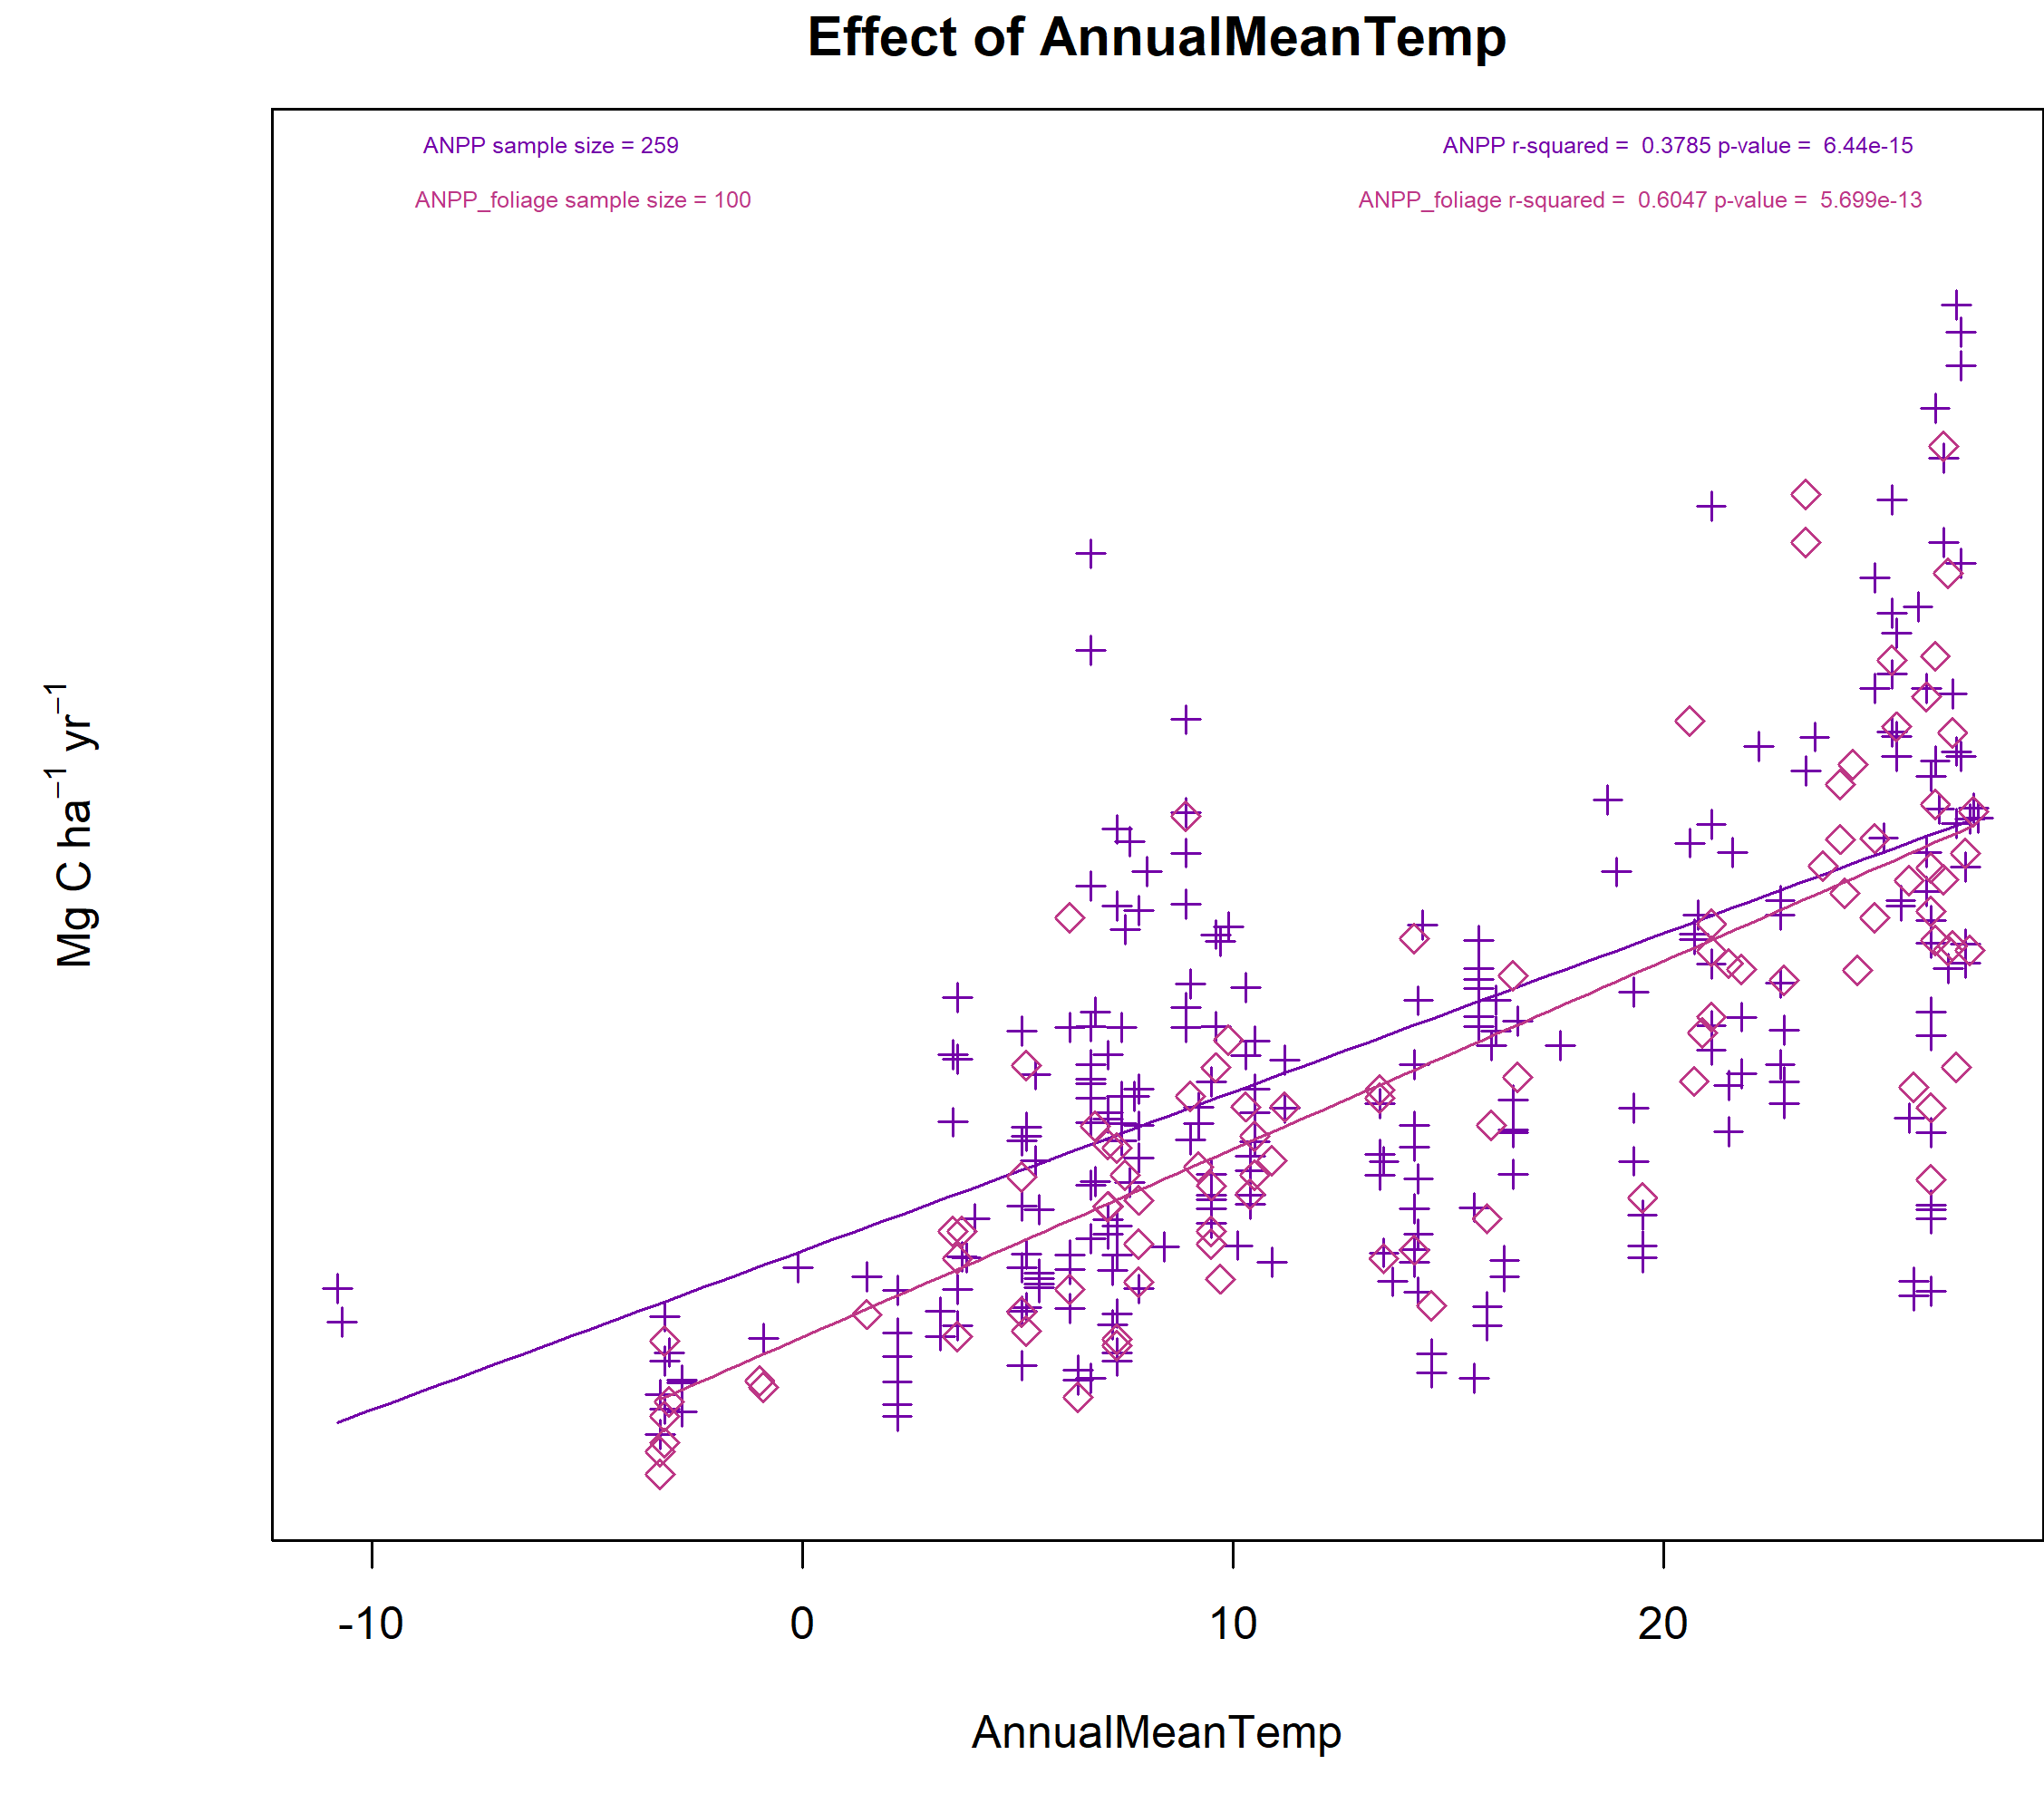 Effect of AnnualMeanTemp
ANPP sample size = 259
ANPP r-squared =  0.3785 p-value =  6.44e-15
ANPP_foliage sample size = 100
ANPP_foliage r-squared =  0.6047 p-value =  5.699e-13
Mg C ha⁻¹ yr⁻¹
-10 0 10 20
AnnualMeanTemp